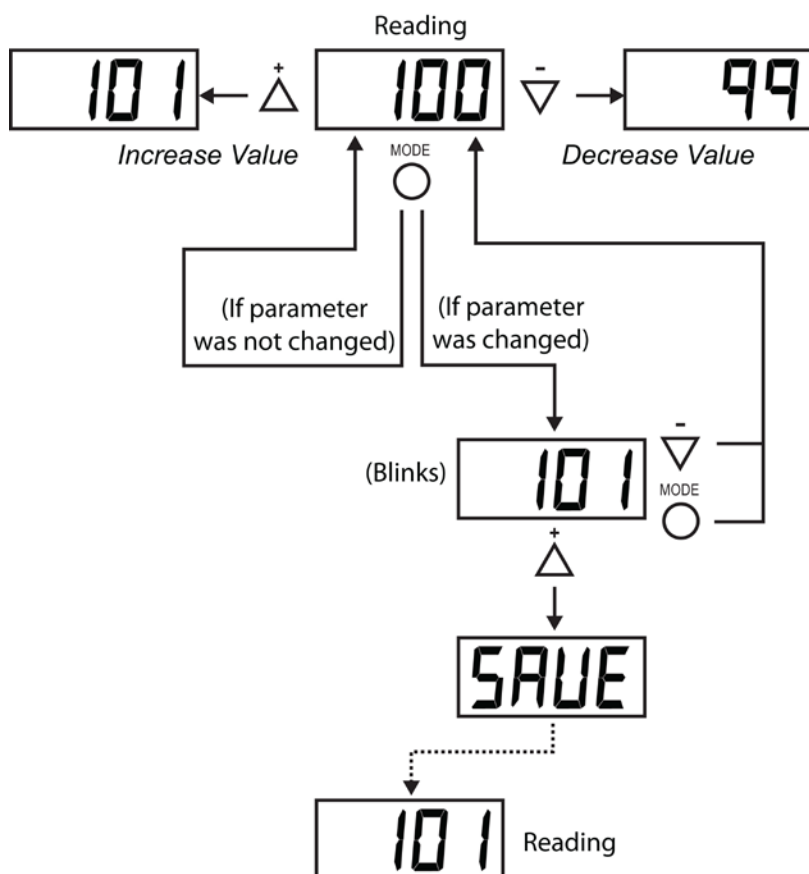 Reading
101
+
100
-
99
Increase Value
MODE
Decrease Value
(If parameter
was not changed)
(If parameter
was changed)
(Blinks)
101
-
MODE
+
SAVE
101
Reading